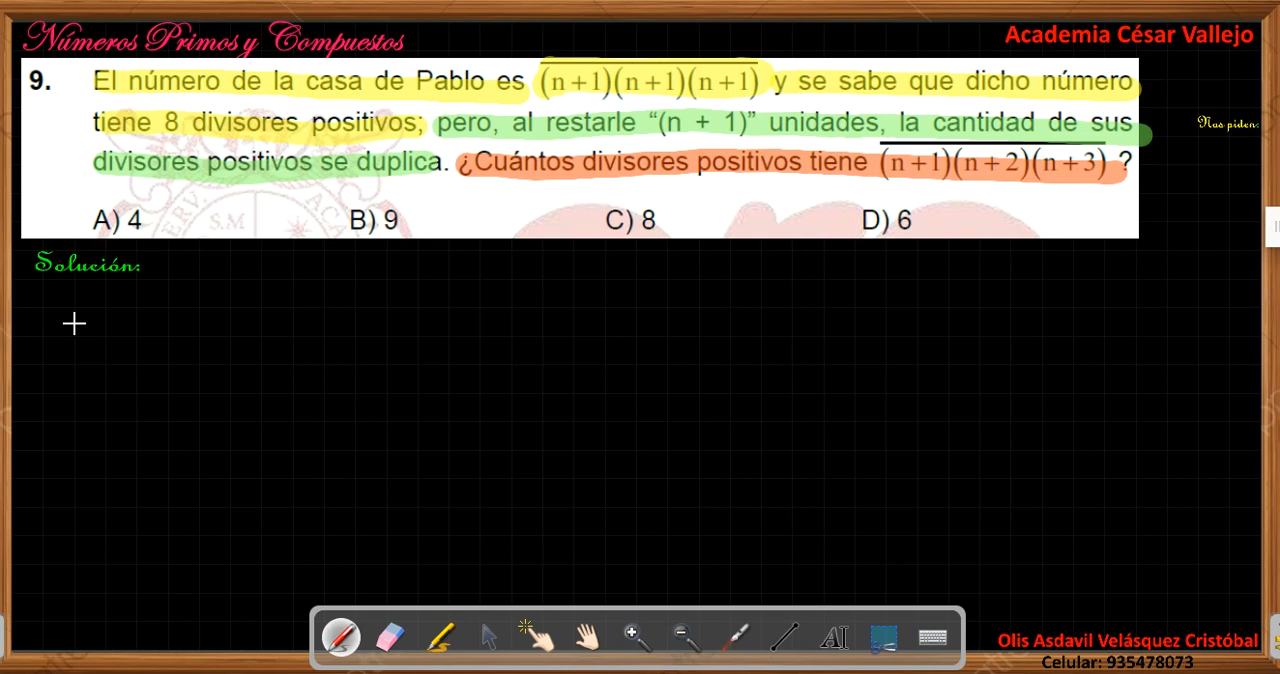 Números Primos y Compuestos
Academia César Vallejo
9. El número de la casa de Pablo es (n+1)(n+1)(n+1) y se sabe que dicho número
tiene 8 divisores positivos; pero, al restarle “(n + 1)” unidades, la cantidad de sus
Nos piden:
divisores positivos se duplica. ¿Cuántos divisores positivos tiene (n+1)(n+2)(n+3) ?
A) 4 B) 9 C) 8 D) 6
SERV. S.M ACA
Solución:
AI
Olis Asdavil Velásquez Cristóbal
Celular: 935478073